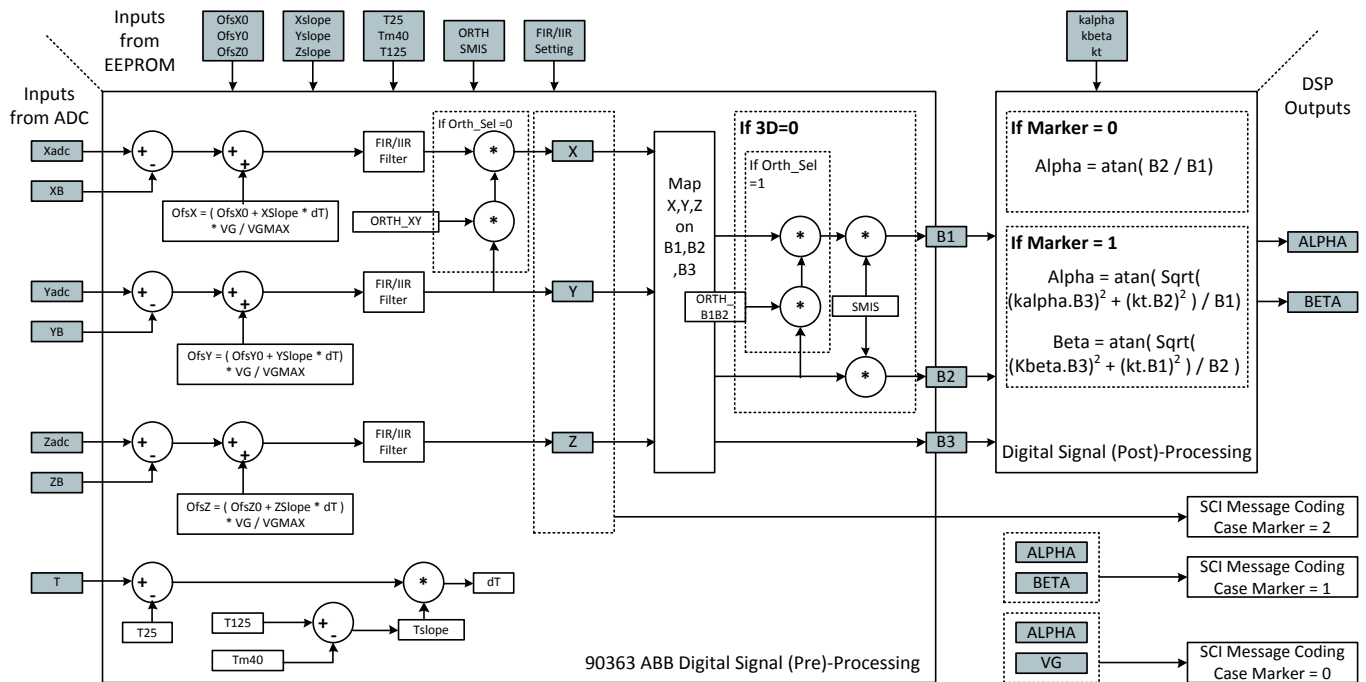 Inputs
from
EEPROM
OfsX0
OfsY0
OfsZ0
Xslope
Yslope
Zslope
T25
Tm40
T125
ORTH
SMIS
FIR/IIR
Setting
kalpha
kbeta
kt
Inputs
from ADC
DSP
Outputs
Xadc
XB
+
-
+
+
FIR/IIR
Filter
If Orth_Sel =0
*
X
OfsX = ( OfsX0 + XSlope * dT)
* VG / VGMAX
ORTH_XY
*
Yadc
YB
+
-
+
+
FIR/IIR
Filter
Y
OfsY = ( OfsY0 + YSlope * dT)
* VG / VGMAX
Zadc
ZB
+
-
+
+
FIR/IIR
Filter
Z
OfsZ = ( OfsZ0 + ZSlope * dT )
* VG / VGMAX
Map
X,Y,Z
on
B1,B2
,B3
If 3D=0
If Orth_Sel
=1
*
*
ORTH_
B1B2
*
SMIS
*
B1
B2
B3
If Marker = 0
Alpha = atan( B2 / B1)
If Marker = 1
Alpha = atan( Sqrt(
(kalpha.B3)² + (kt.B2)² ) / B1)
Beta = atan( Sqrt(
(Kbeta.B3)² + (kt.B1)² ) / B2 )
Digital Signal (Post)-Processing
ALPHA
BETA
T
+
-
T25
*
dT
T125
Tm40
+
-
Tslope
90363 ABB Digital Signal (Pre)-Processing
SCI Message Coding
Case Marker = 2
ALPHA
BETA
SCI Message Coding
Case Marker = 1
ALPHA
VG
SCI Message Coding
Case Marker = 0